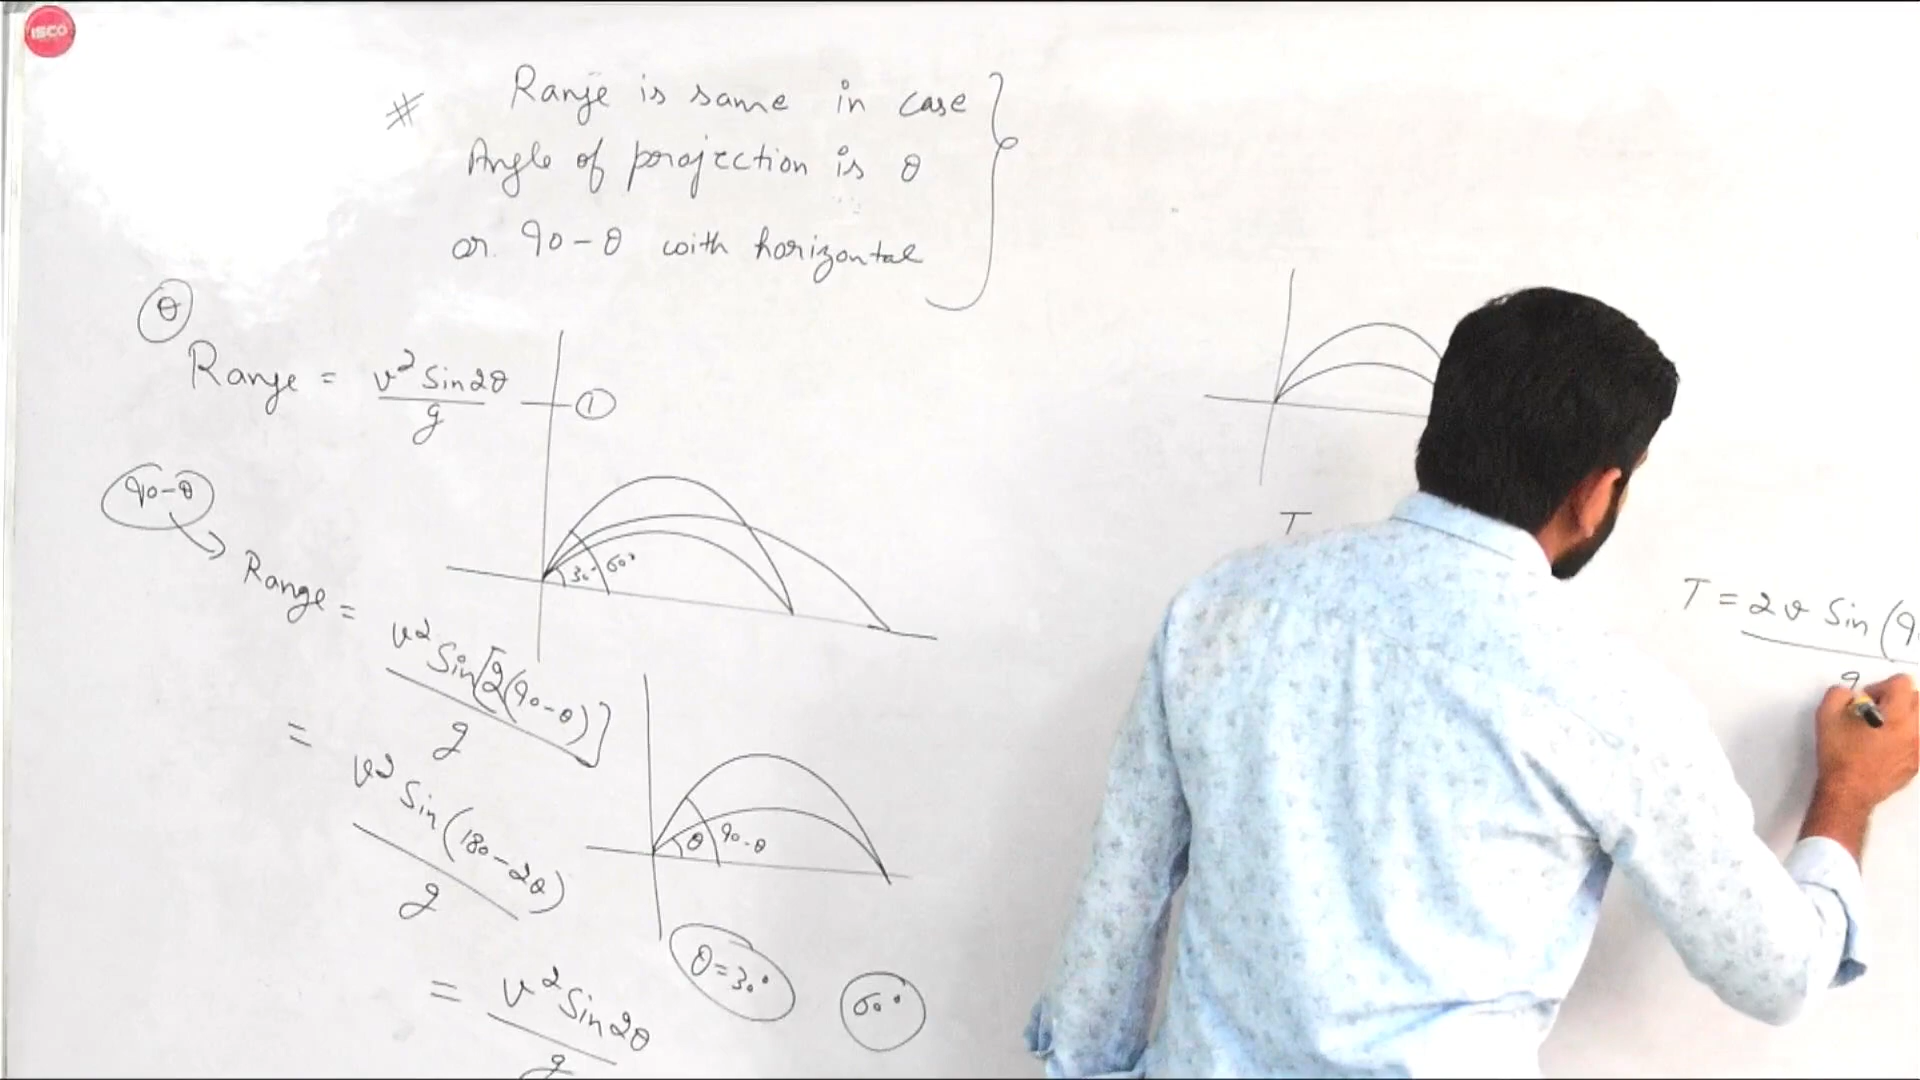 ISCO
# Range is same in case
Angle of projection is θ
or 90-θ with horizontal
θ
Range = v² Sin2θ / g — ①
90-θ → Range = v² Sin[2(90-θ)] / g
= v² Sin(180-2θ) / g
= v² Sin2θ / g
30° 60°
θ 90-θ
θ=30° 60°
T
T = 2v Sin (9
g